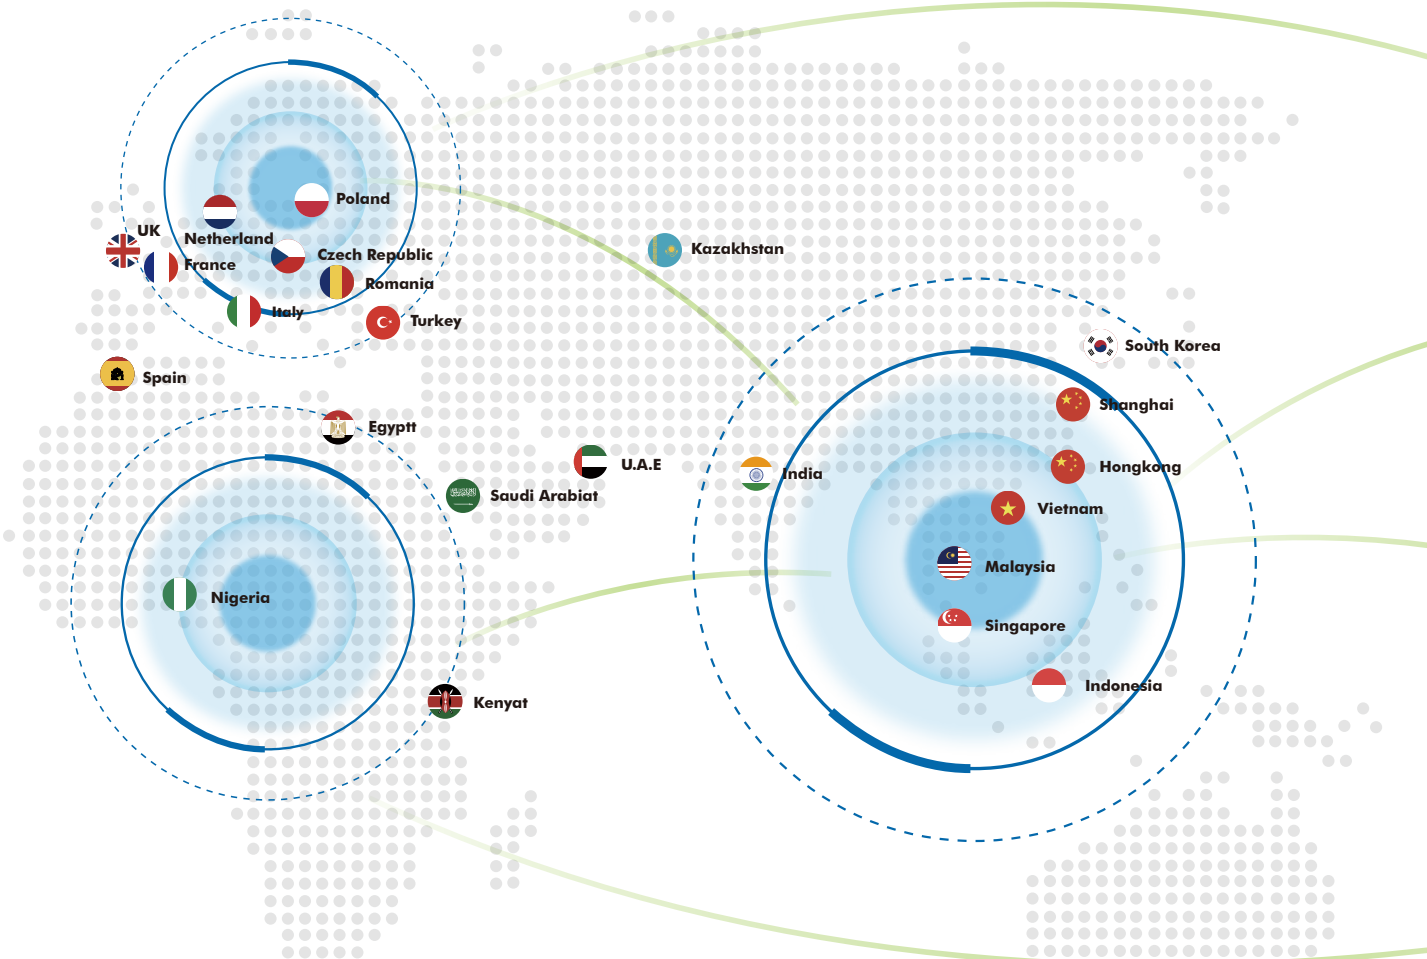 Poland
UK
Netherland
Czech Republic
France
Romania
Italy
Turkey
Spain
Kazakhstan
Egyptt
U.A.E
Saudi Arabiat
Nigeria
Kenyat
South Korea
Shanghai
Hongkong
India
Vietnam
Malaysia
Singapore
Indonesia